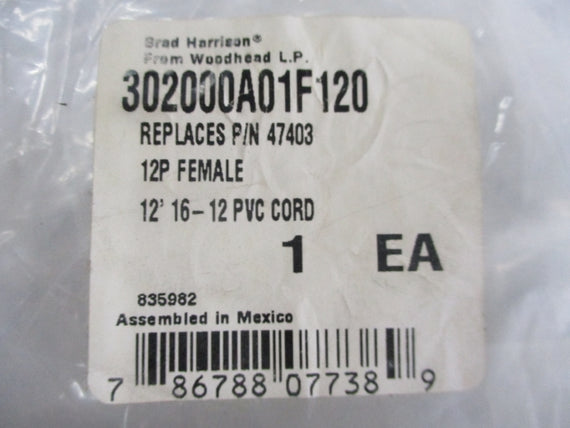 Brad Harrison®
From Woodhead L.P.
302000A01F120
REPLACES P/N 47403
12P FEMALE
12' 16-12 PVC CORD
1 EA
835982
Assembled in Mexico
7 86788 07738 9